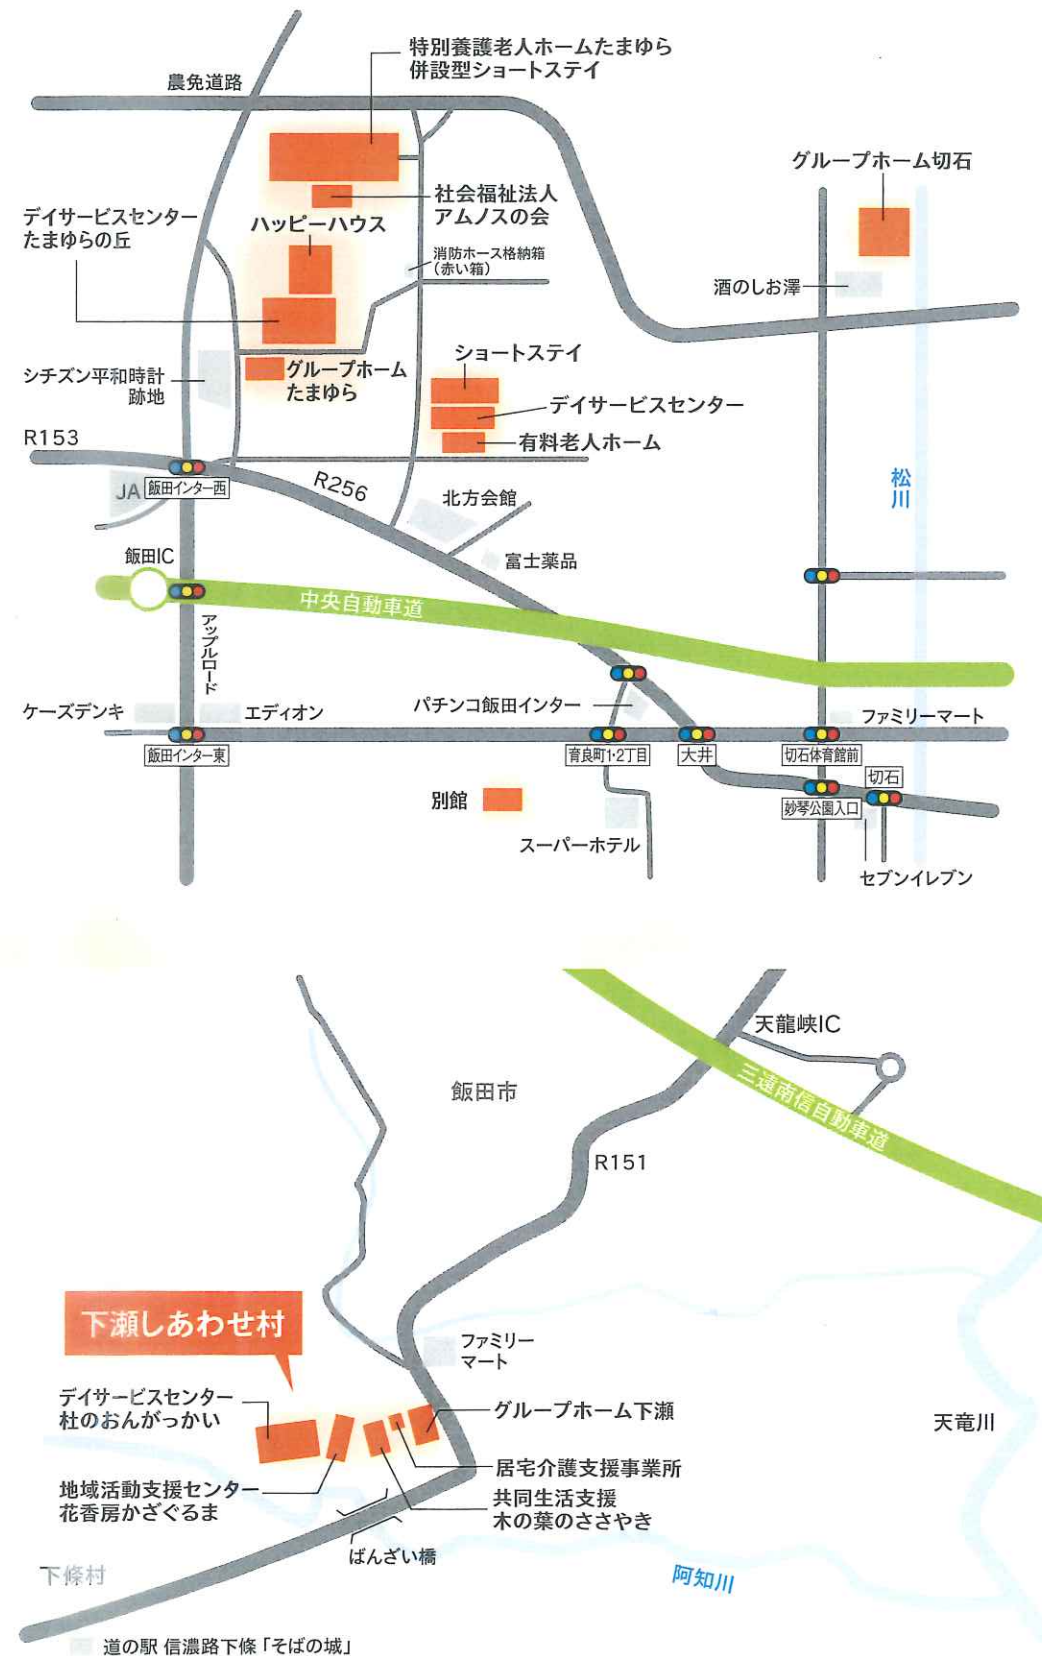 特別養護老人ホームたまゆら
併設型ショートステイ
農免道路
グループホーム切石
社会福祉法人
アムノスの会
デイサービスセンター
たまゆらの丘
ハッピーハウス
消防ホース格納箱
(赤い箱)
酒のしお澤
ショートステイ
グループホーム
たまゆら
シチズン平和時計
跡地
デイサービスセンター
R153
有料老人ホーム
松川
JA
飯田インター西
R256
北方会館
飯田IC
富士薬品
中央自動車道
アップルロード
パチンコ飯田インター
ケーズデンキ
エディオン
ファミリーマート
飯田インター東
育良町1・2丁目
大井
切石体育館前
切石
別館
妙琴公園入口
スーパーホテル
セブンイレブン
天龍峡IC
飯田市
三遠南信自動車道
R151
下瀬しあわせ村
ファミリー
マート
デイサービスセンター
杜のおんがっかい
グループホーム下瀬
天竜川
居宅介護支援事業所
地域活動支援センター
花香房かざぐるま
共同生活支援
木の葉のささやき
ばんざい橋
下條村
阿知川
道の駅 信濃路下條「そばの城」